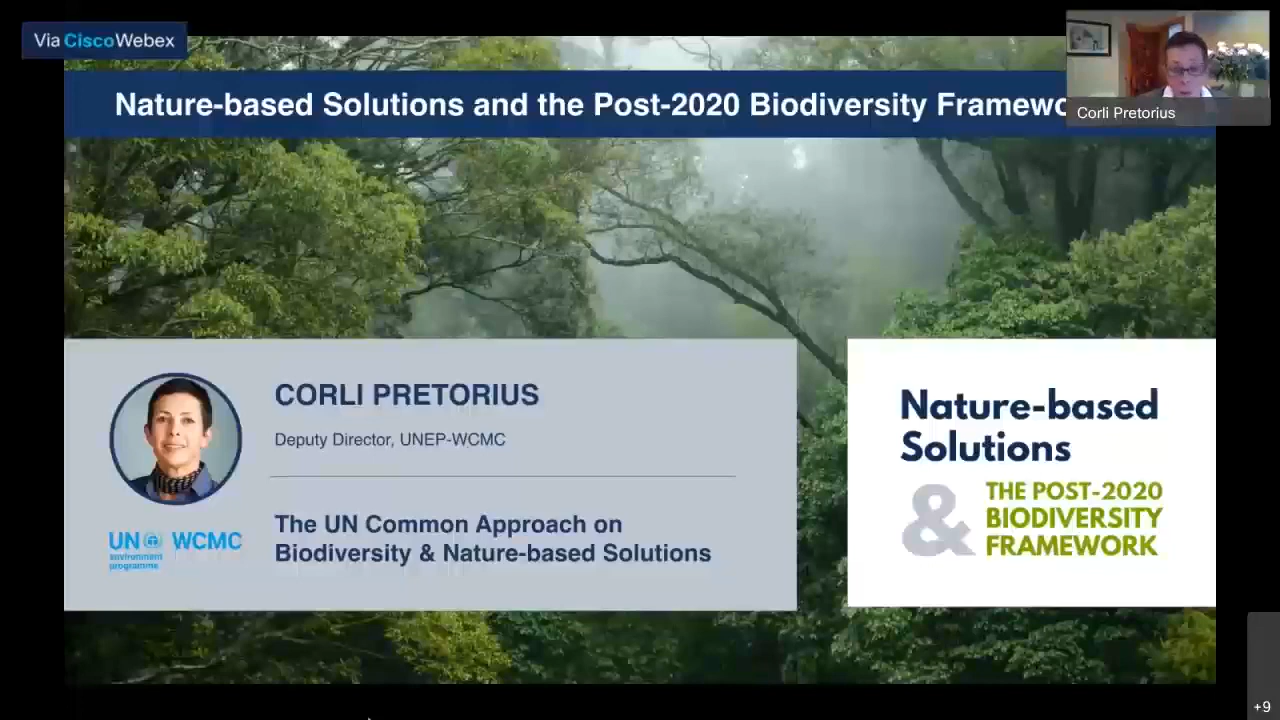 Via CiscoWebex
Nature-based Solutions and the Post-2020 Biodiversity Framewo
Corli Pretorius
CORLI PRETORIUS
Deputy Director, UNEP-WCMC
UN WCMC
environment
programme
The UN Common Approach on
Biodiversity & Nature-based Solutions
Nature-based
Solutions
& THE POST-2020
BIODIVERSITY
FRAMEWORK
+9